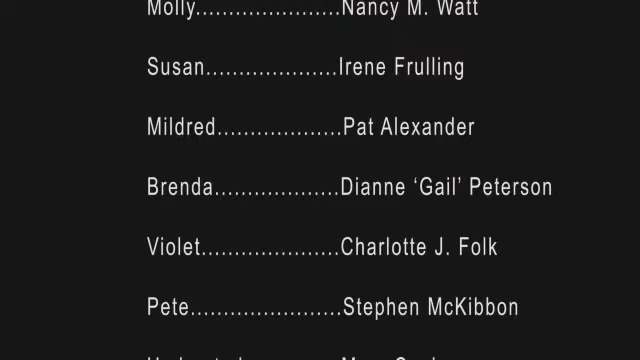 Molly......................Nancy M. Watt
Susan....................Irene Frulling
Mildred...................Pat Alexander
Brenda...................Dianne ‘Gail’ Peterson
Violet.....................Charlotte J. Folk
Pete.......................Stephen McKibbon